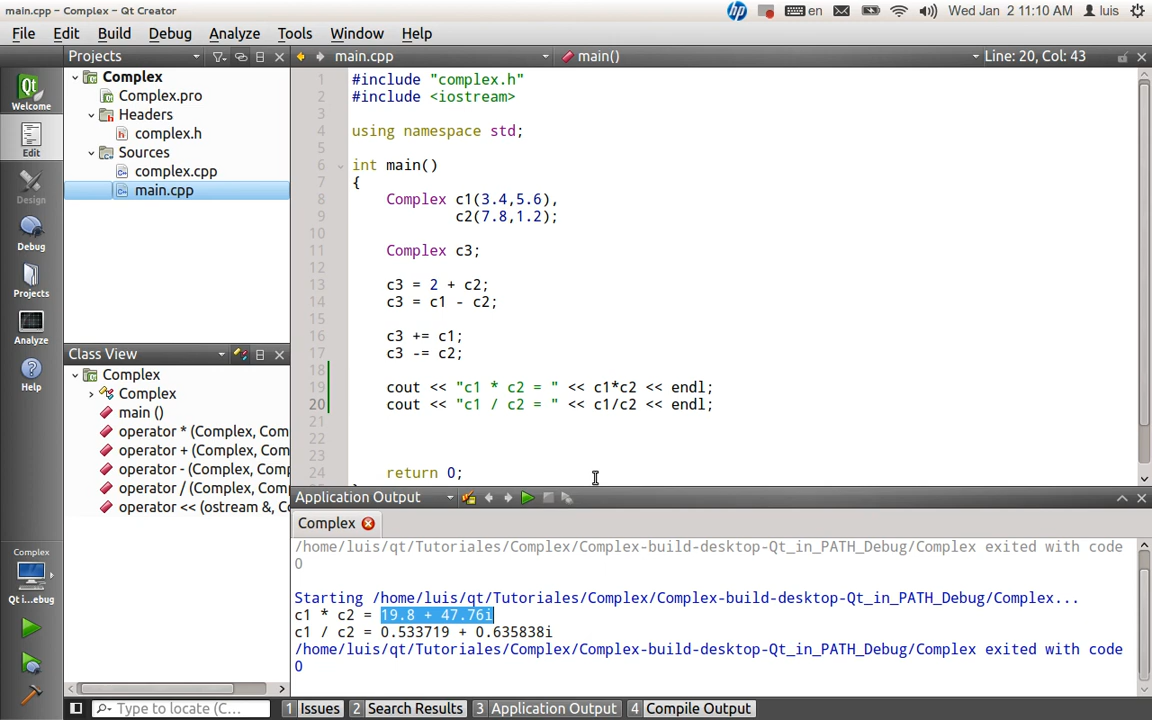 main.cpp - Complex - Qt Creator
en
Wed Jan 2 11:10 AM
luis
File Edit Build Debug Analyze Tools Window Help
Projects
main.cpp
main()
Line: 20, Col: 43
Welcome
Edit
Design
Debug
Projects
Analyze
Help
Complex
Complex.pro
Headers
complex.h
Sources
complex.cpp
main.cpp
1 #include "complex.h"
2 #include <iostream>
3
4 using namespace std;
5
6 int main()
7 {
8 Complex c1(3.4,5.6),
9 c2(7.8,1.2);
10
11 Complex c3;
12
13 c3 = 2 + c2;
14 c3 = c1 - c2;
15
16 c3 += c1;
17 c3 -= c2;
18
19 cout << "c1 * c2 = " << c1*c2 << endl;
20 cout << "c1 / c2 = " << c1/c2 << endl;
21
22
23
24 return 0;
Class View
Complex
Complex
main ()
operator * (Complex, Com
operator + (Complex, Com
operator - (Complex, Comp
operator / (Complex, Com
operator << (ostream &, C
Application Output
Complex
/home/luis/qt/Tutoriales/Complex/Complex-build-desktop-Qt_in_PATH_Debug/Complex exited with code
0
Starting /home/luis/qt/Tutoriales/Complex/Complex-build-desktop-Qt_in_PATH_Debug/Complex...
c1 * c2 = 19.8 + 47.76i
c1 / c2 = 0.533719 + 0.635838i
/home/luis/qt/Tutoriales/Complex/Complex-build-desktop-Qt_in_PATH_Debug/Complex exited with code
0
Complex
Qt i...ebug
Type to locate (C...
1 Issues
2 Search Results
3 Application Output
4 Compile Output